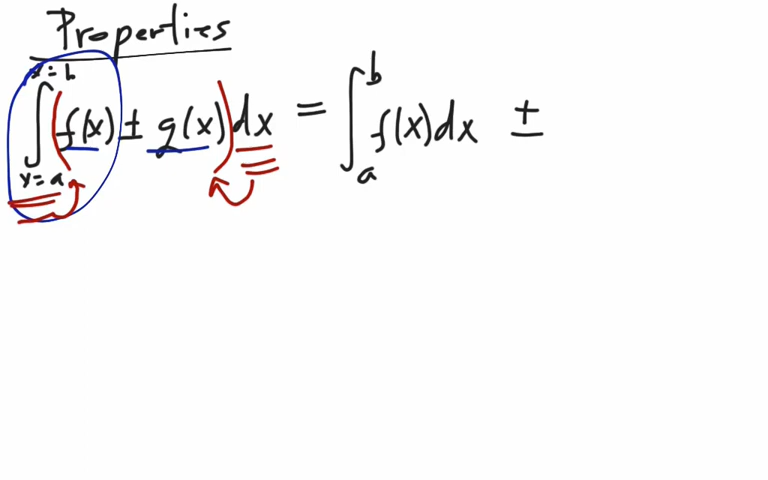 Properties
∫_{x=a}^{x=b} (f(x) ± g(x)) dx = ∫_a^b f(x)dx ±